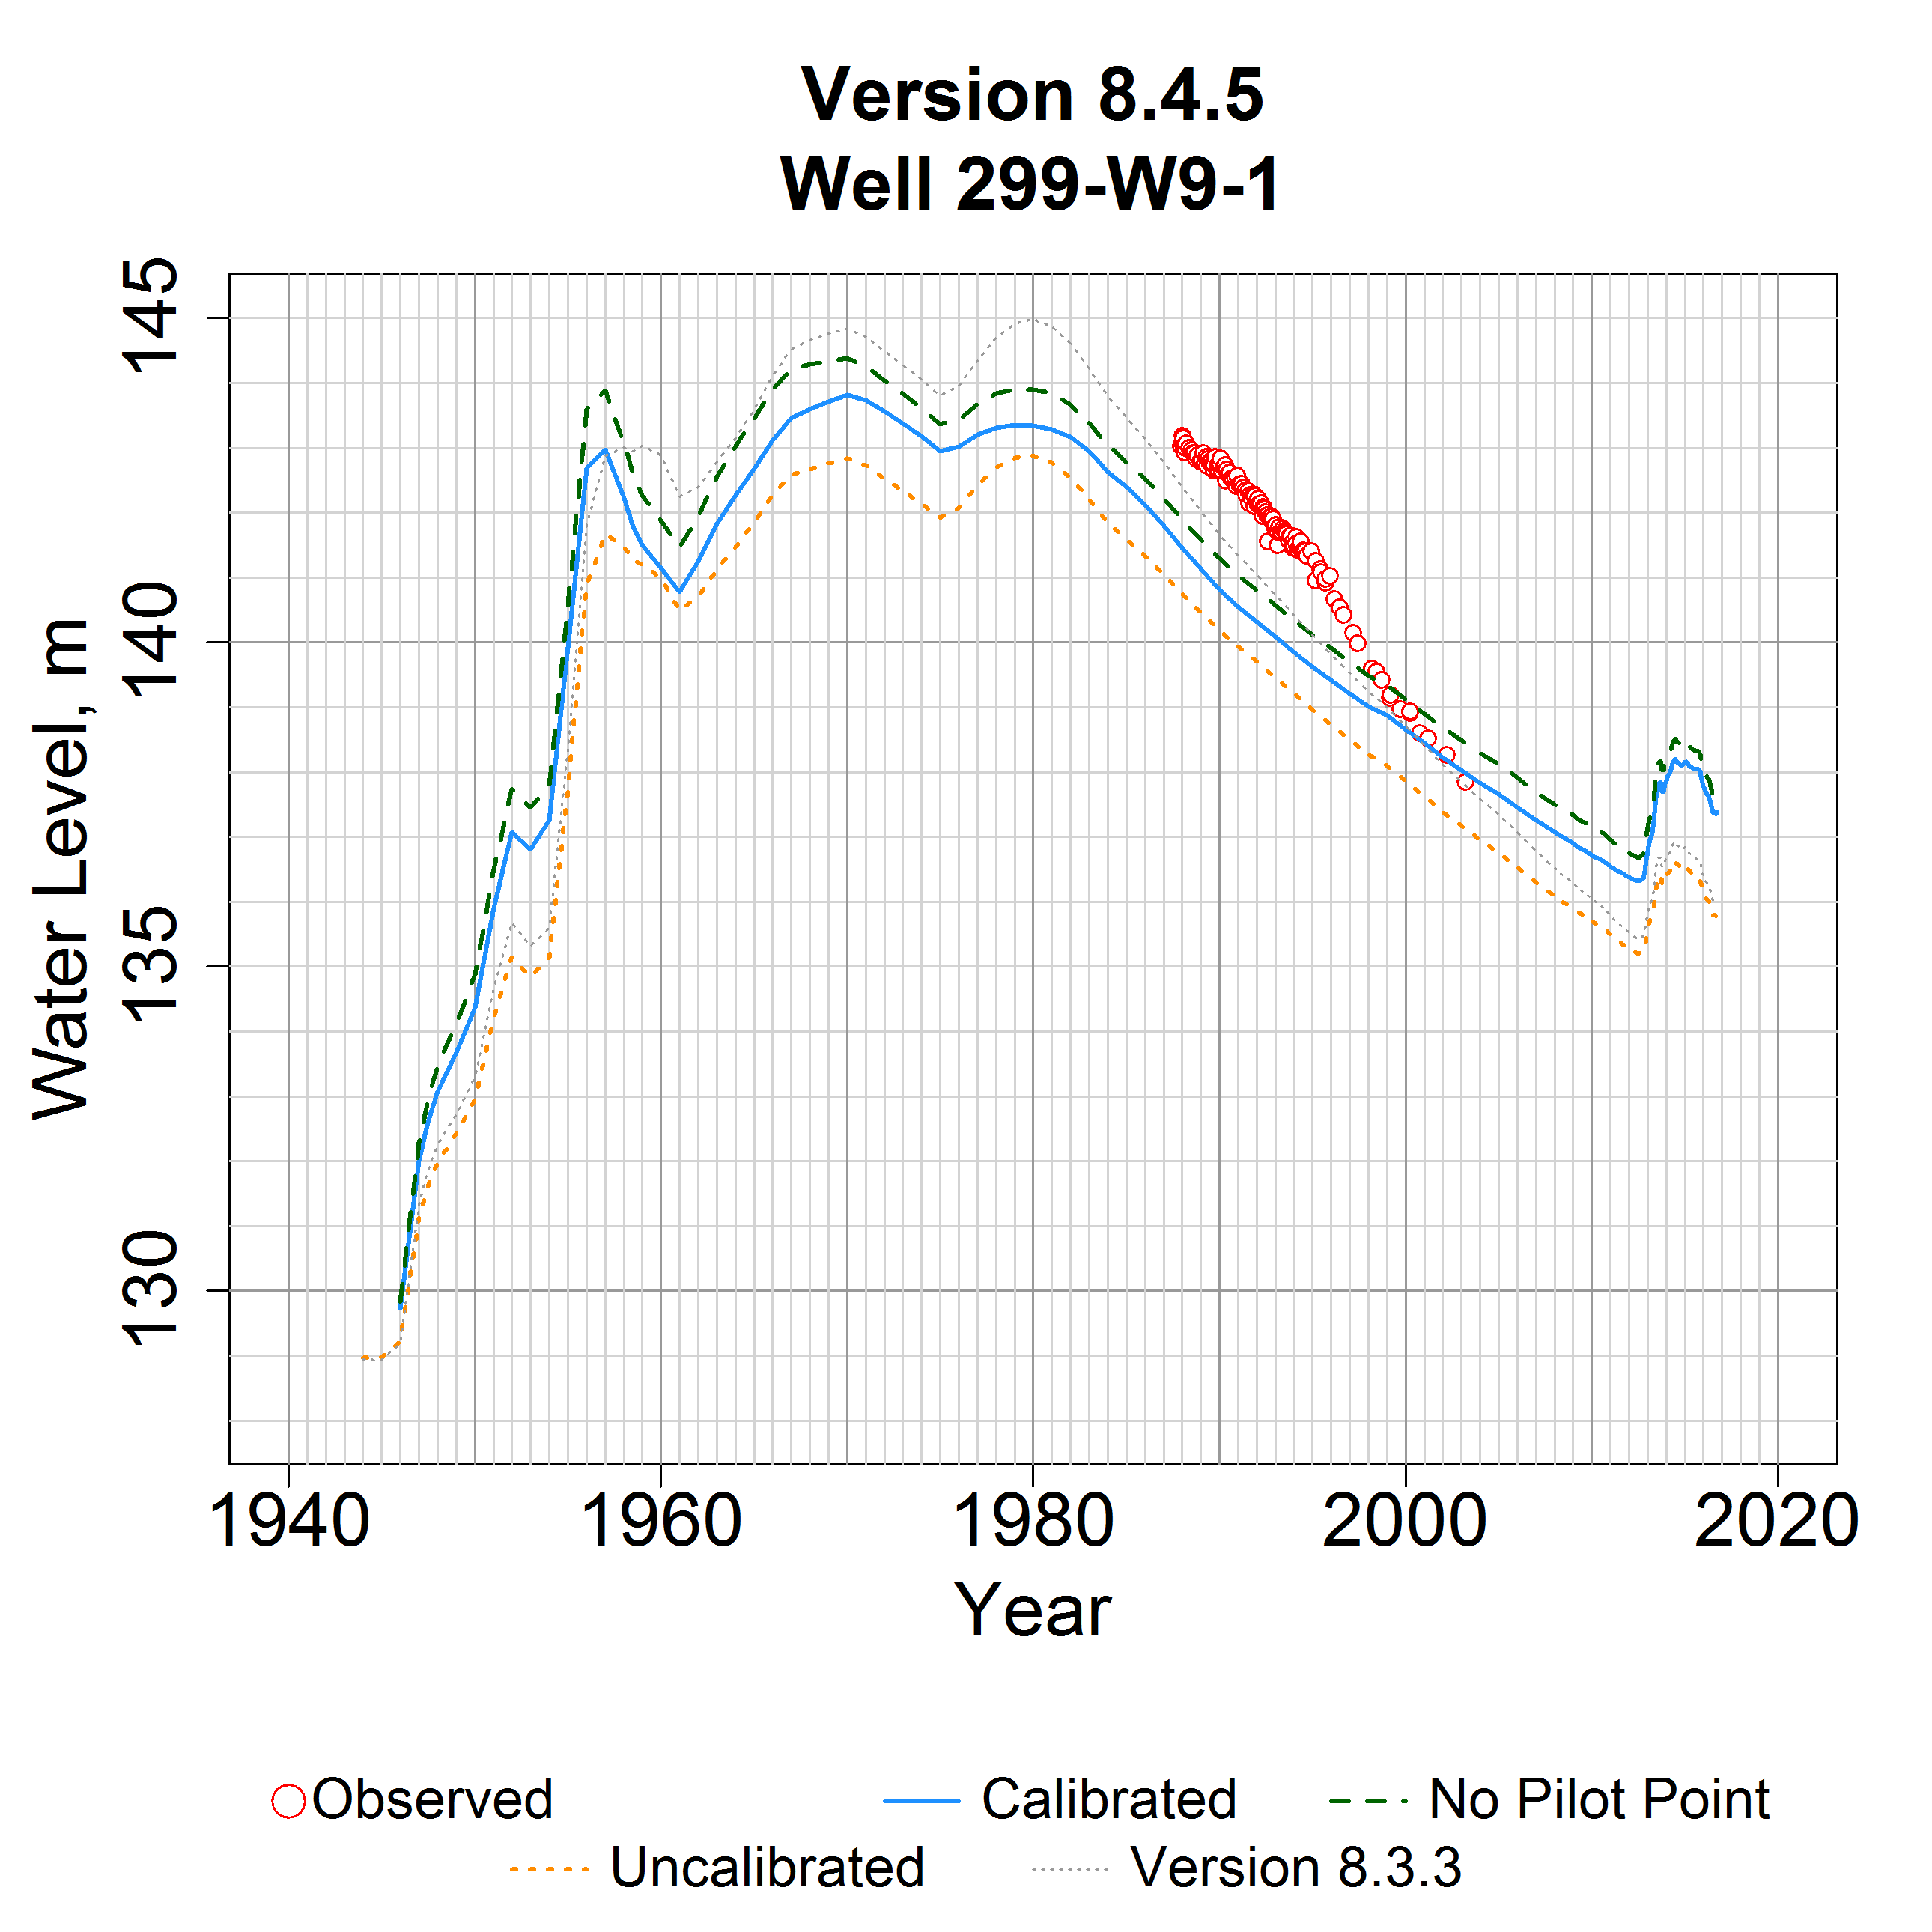 Version 8.4.5
Well 299-W9-1
Water Level, m
145
140
135
130
1940 1960 1980 2000 2020
Year
Observed Calibrated No Pilot Point
Uncalibrated Version 8.3.3